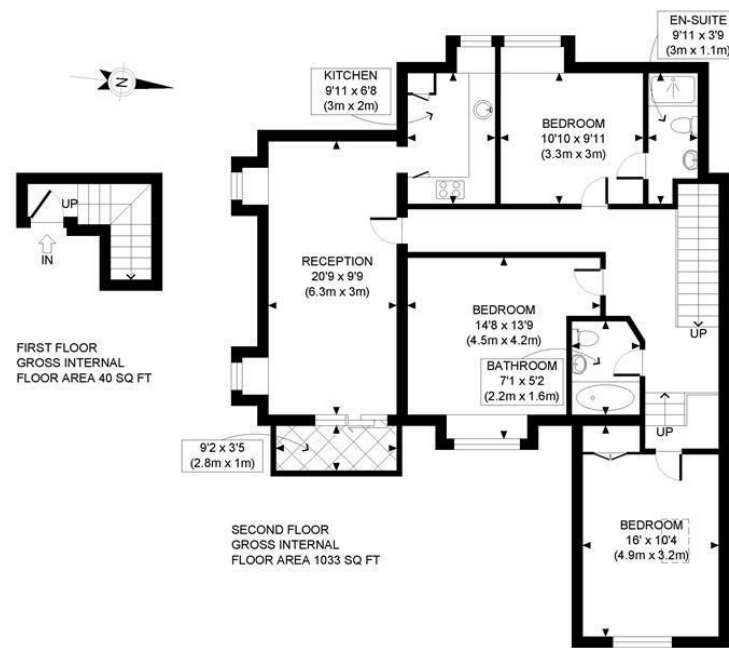 EN-SUITE
9'11 x 3'9
(3m x 1.1m)
KITCHEN
9'11 x 6'8
(3m x 2m)
N
BEDROOM
10'10 x 9'11
(3.3m x 3m)
UP
IN
RECEPTION
20'9 x 9'9
(6.3m x 3m)
BEDROOM
14'8 x 13'9
(4.5m x 4.2m)
UP
FIRST FLOOR
GROSS INTERNAL
FLOOR AREA 40 SQ FT
BATHROOM
7'1 x 5'2
(2.2m x 1.6m)
UP
9'2 x 3'5
(2.8m x 1m)
SECOND FLOOR
GROSS INTERNAL
FLOOR AREA 1033 SQ FT
BEDROOM
16' x 10'4
(4.9m x 3.2m)